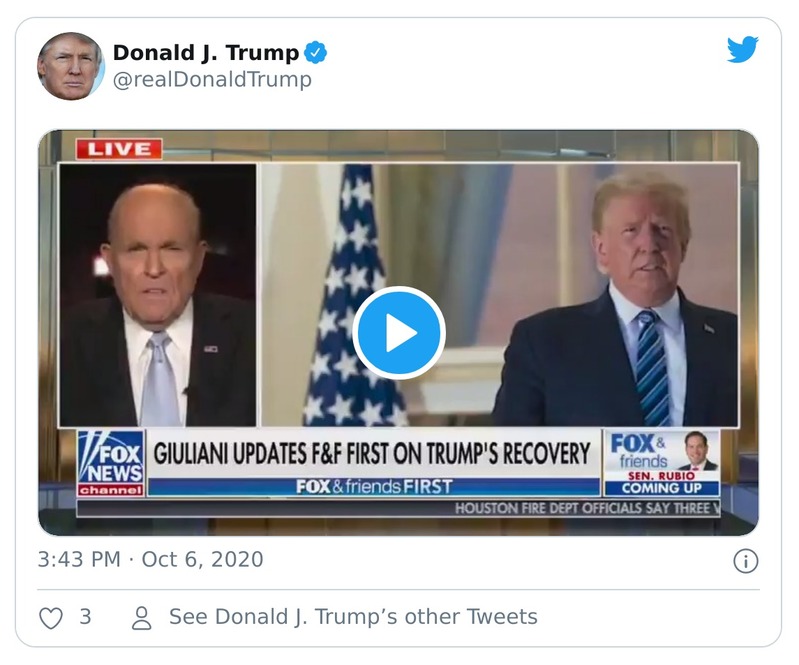 Donald J. Trump
@realDonaldTrump
LIVE
GIULIANI UPDATES F&F FIRST ON TRUMP'S RECOVERY
FOX NEWS
channel
FOX & friends FIRST
FOX &
friends
SEN. RUBIO
COMING UP
HOUSTON FIRE DEPT OFFICIALS SAY THREE
3:43 PM · Oct 6, 2020
3
See Donald J. Trump’s other Tweets